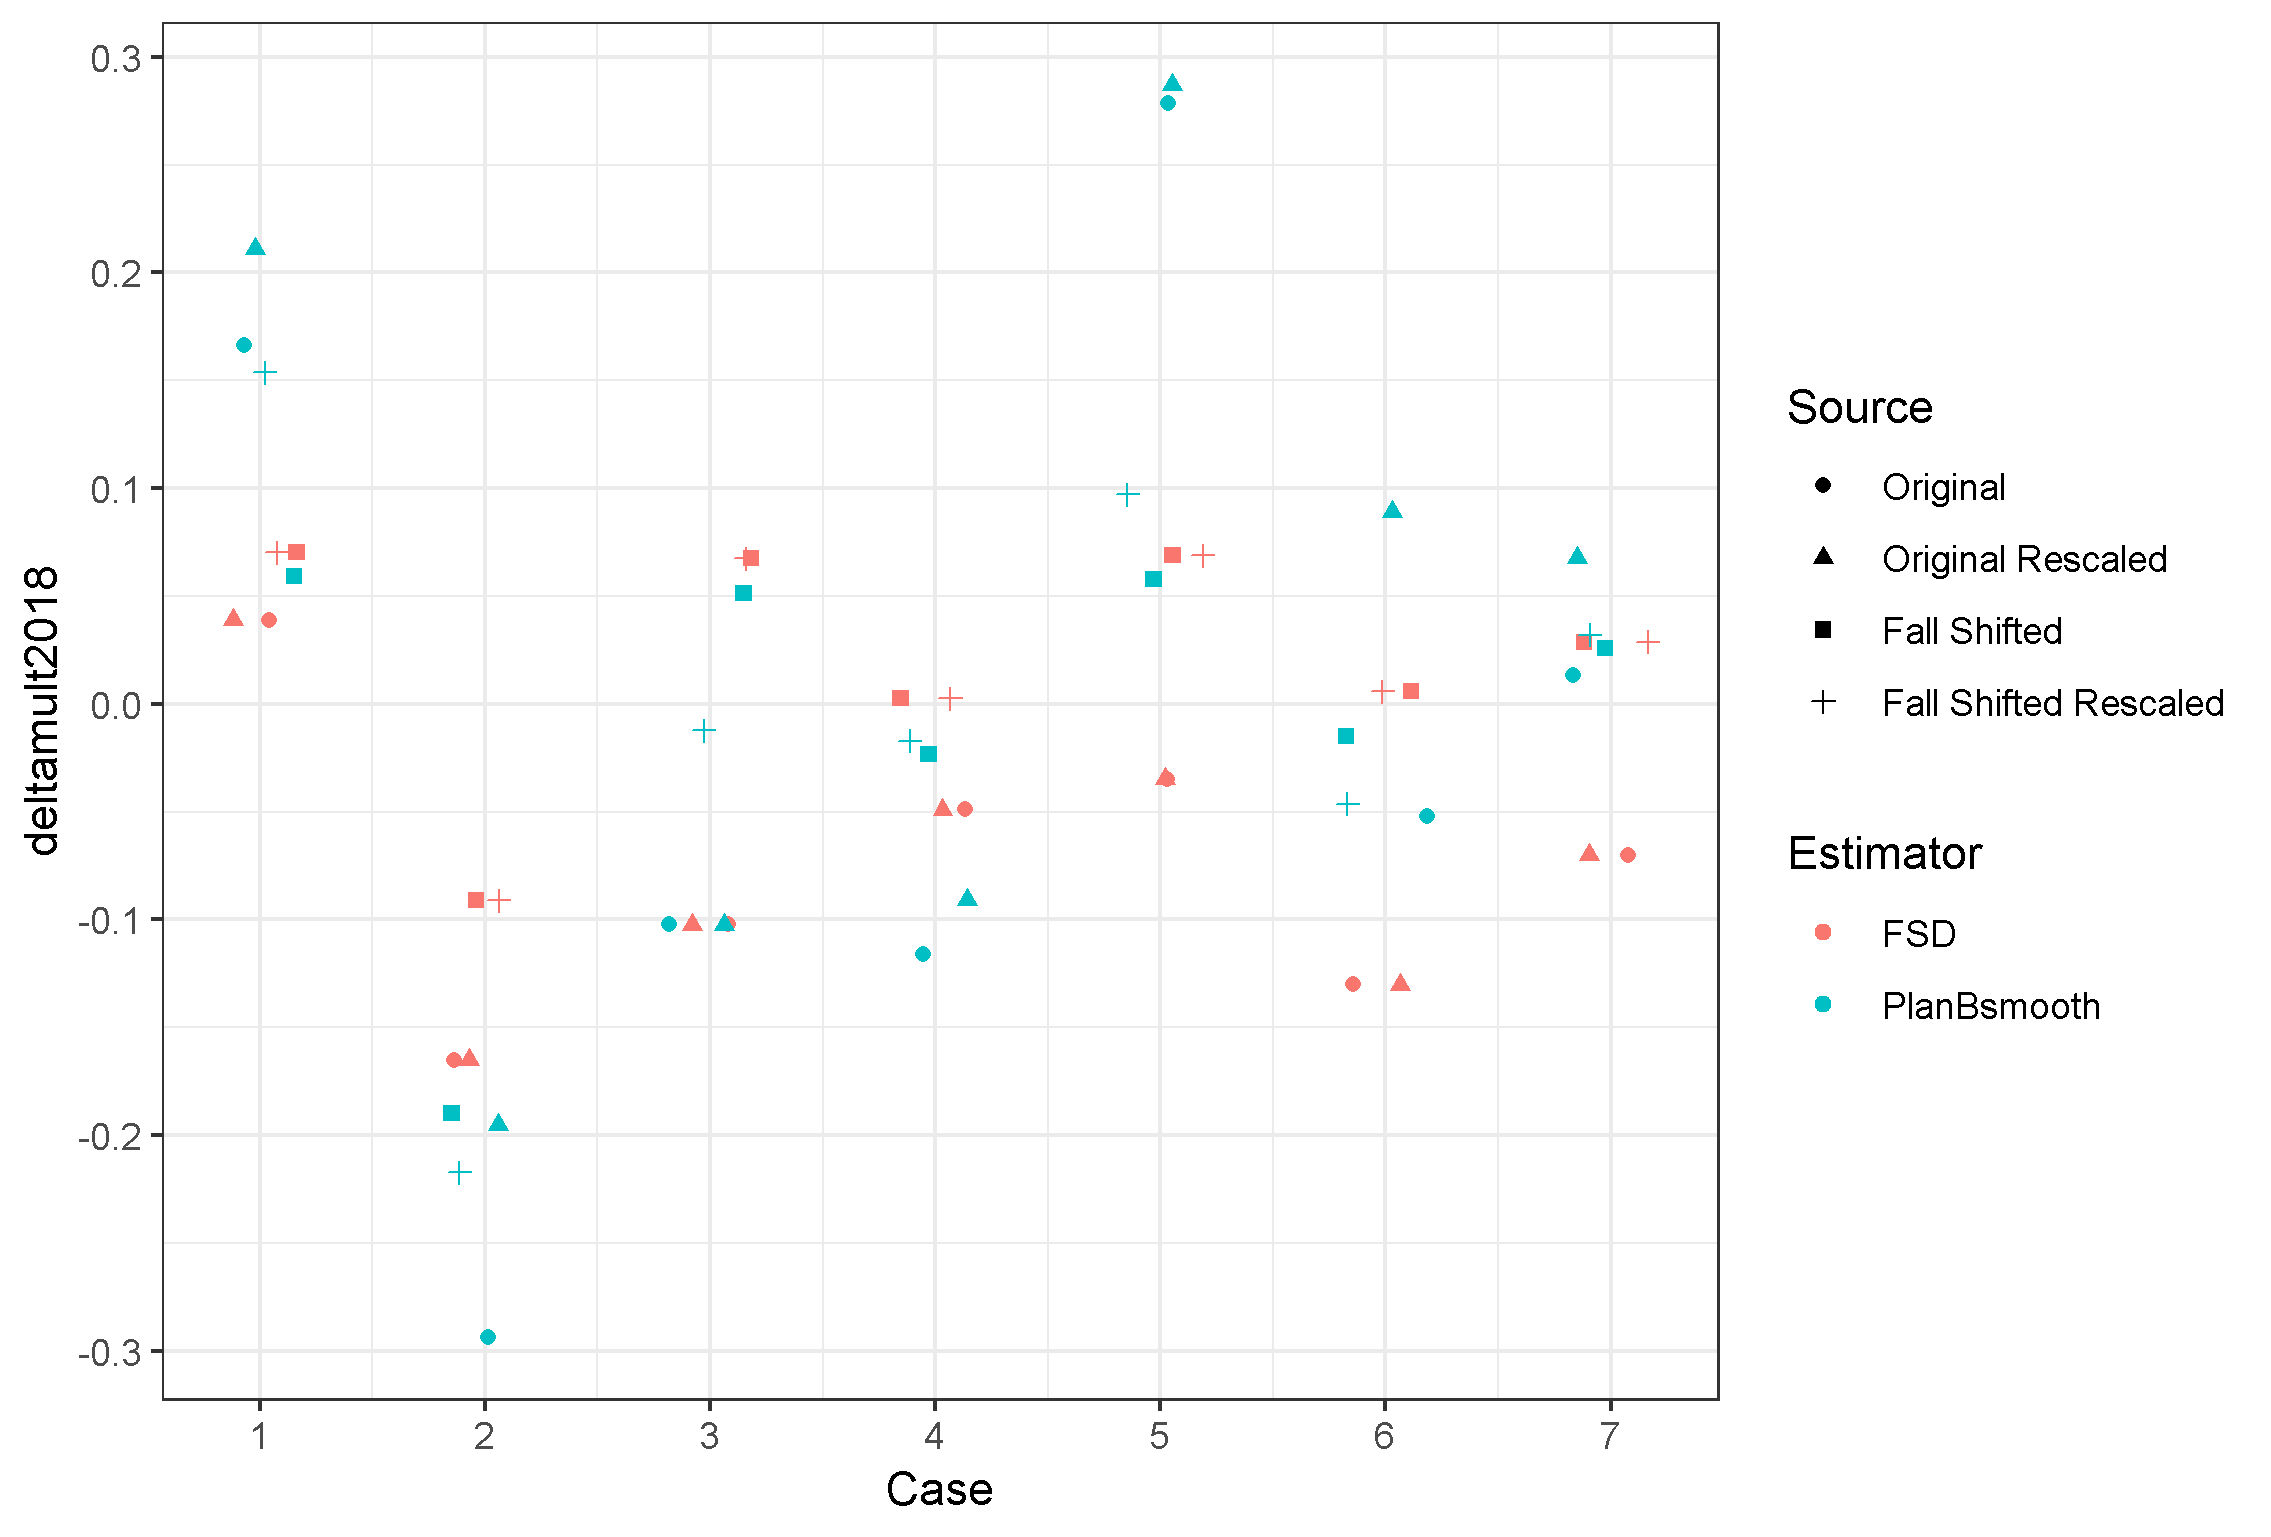 0.3
0.2
0.1
0.0
-0.1
-0.2
-0.3
deltamult2018
1 2 3 4 5 6 7
Case
Source
Original
Original Rescaled
Fall Shifted
Fall Shifted Rescaled
Estimator
FSD
PlanBsmooth